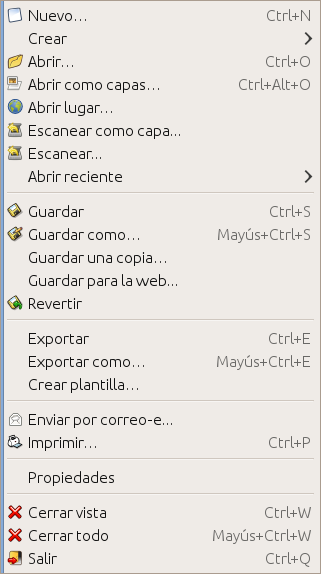 Nuevo… Ctrl+N
Crear
Abrir… Ctrl+O
Abrir como capas… Ctrl+Alt+O
Abrir lugar…
Escanear como capa...
Escanear...
Abrir reciente
Guardar Ctrl+S
Guardar como… Mayús+Ctrl+S
Guardar una copia…
Guardar para la web...
Revertir
Exportar Ctrl+E
Exportar como… Mayús+Ctrl+E
Crear plantilla…
Enviar por correo-e...
Imprimir… Ctrl+P
Propiedades
Cerrar vista Ctrl+W
Cerrar todo Mayús+Ctrl+W
Salir Ctrl+Q